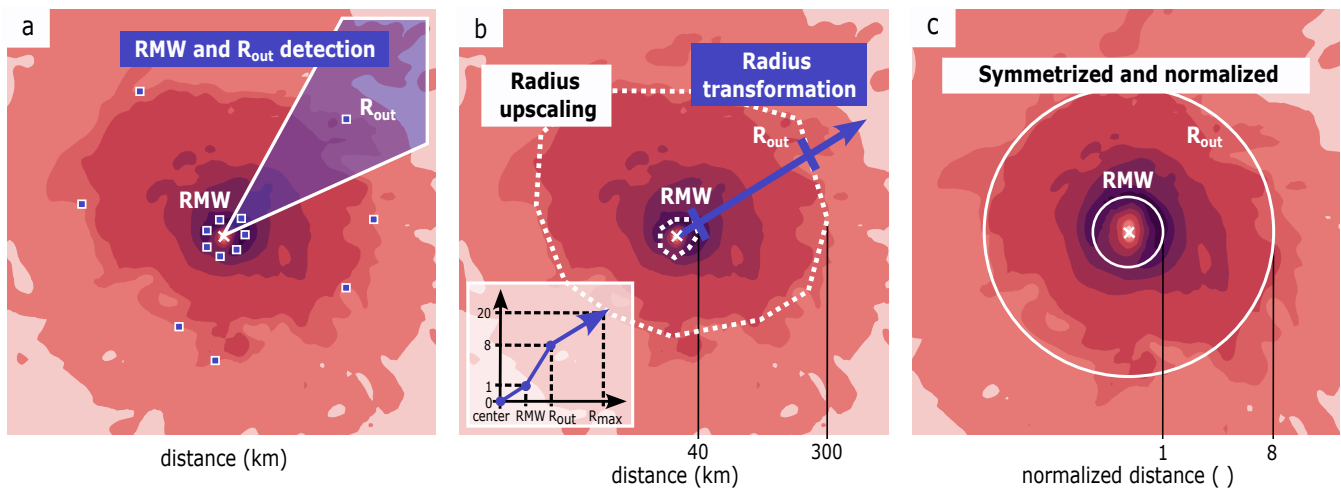 a
RMW and Rout detection
Rout
RMW
distance (km)
b
Radius
upscaling
Radius
transformation
Rout
RMW
20
8
1
0
center RMW Rout Rmax
40 300
distance (km)
c
Symmetrized and normalized
Rout
RMW
1 8
normalized distance ( )